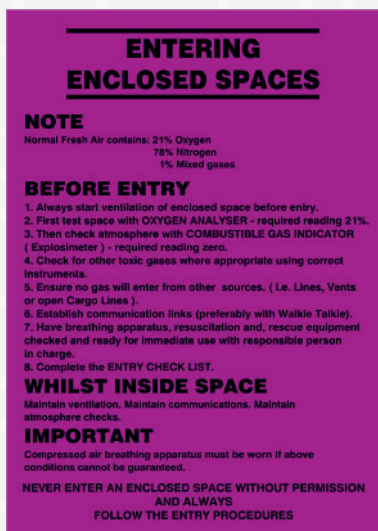 ENTERING
ENCLOSED SPACES
NOTE
Normal Fresh Air contains: 21% Oxygen
78% Nitrogen
1% Mixed gases
BEFORE ENTRY
1. Always start ventilation of enclosed space before entry.
2. First test space with OXYGEN ANALYSER - required reading 21%.
3. Then check atmosphere with COMBUSTIBLE GAS INDICATOR
( Explosimeter ) - required reading zero.
4. Check for other toxic gases where appropriate using correct
instruments.
5. Ensure no gas will enter from other sources. ( i.e. Lines, Vents
or open Cargo Lines ).
6. Establish communication links (preferably with Walkie Talkie).
7. Have breathing apparatus, resuscitation and, rescue equipment
checked and ready for immediate use with responsible person
in charge.
8. Complete the ENTRY CHECK LIST.
WHILST INSIDE SPACE
Maintain ventilation. Maintain communications. Maintain
atmosphere checks.
IMPORTANT
Compressed air breathing apparatus must be worn if above
conditions cannot be guaranteed.
NEVER ENTER AN ENCLOSED SPACE WITHOUT PERMISSION
AND ALWAYS
FOLLOW THE ENTRY PROCEDURES